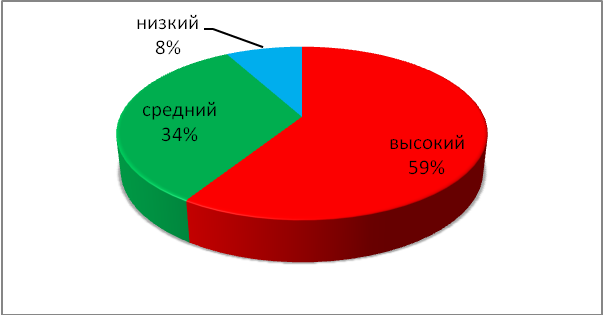 низкий
8%
средний
34%
высокий
59%